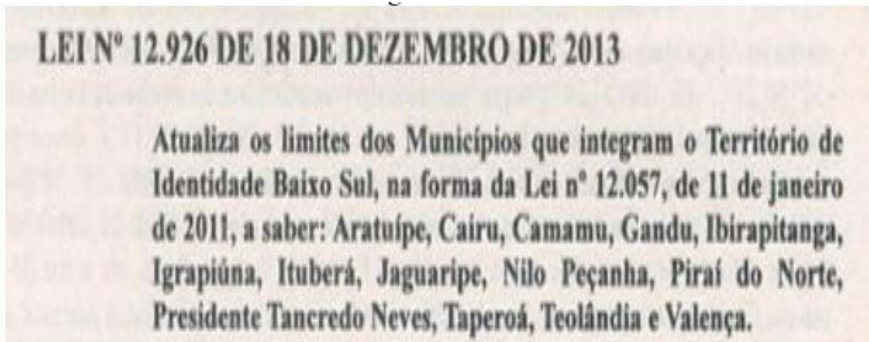 LEI Nº 12.926 DE 18 DE DEZEMBRO DE 2013
Atualiza os limites dos Municípios que integram o Território de
Identidade Baixo Sul, na forma da Lei nº 12.057, de 11 de janeiro
de 2011, a saber: Aratuípe, Cairu, Camamu, Gandu, Ibirapitanga,
Igrapiúna, Ituberá, Jaguaripe, Nilo Peçanha, Piraí do Norte,
Presidente Tancredo Neves, Taperoá, Teolândia e Valença.